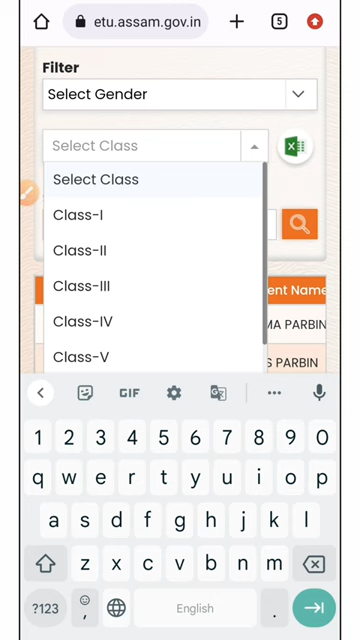 etu.assam.gov.in
5
Filter
Select Gender
Select Class
Select Class
Class-I
Class-II
Class-III
Class-IV
Class-V
ent Name
MA PARBIN
S PARBIN
GIF
1 2 3 4 5 6 7 8 9 0
q w e r t y u i o p
a s d f g h j k l
z x c v b n m
?123 , English .